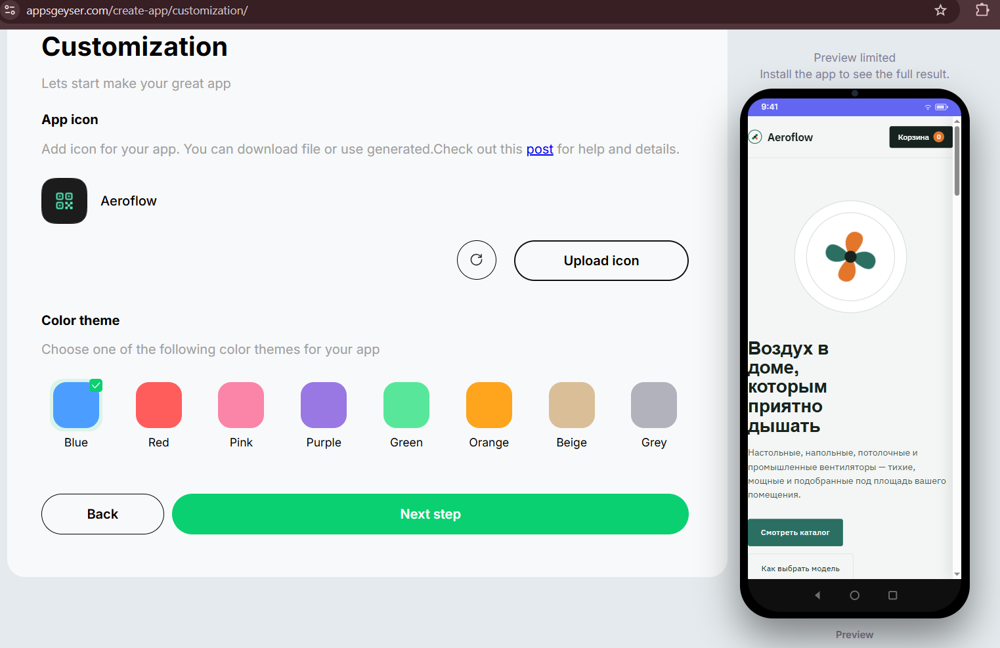 appsgeyser.com/create-app/customization/
Customization
Lets start make your great app
App icon
Add icon for your app. You can download file or use generated.Check out this post for help and details.
Aeroflow
Upload icon
Color theme
Choose one of the following color themes for your app
Blue Red Pink Purple Green Orange Beige Grey
Back Next step
Preview limited
Install the app to see the full result.
9:41
Aeroflow Корзина 0
Воздух в
доме,
которым
приятно
дышать
Настольные, напольные, потолочные и
промышленные вентиляторы — тихие,
мощные и подобранные под площадь вашего
помещения.
Смотреть каталог
Как выбрать модель
Preview